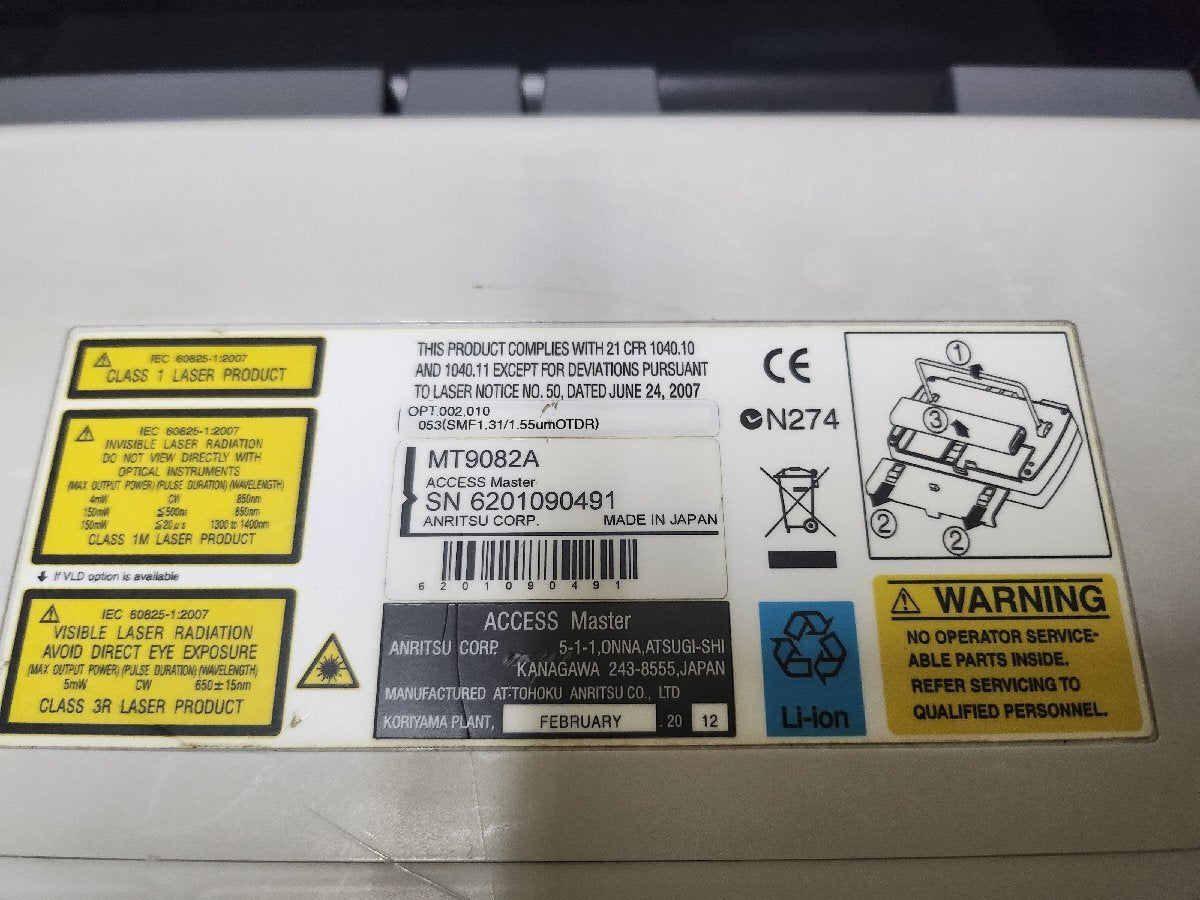 IEC 60825-1:2007
CLASS 1 LASER PRODUCT
IEC 60825-1:2007
INVISIBLE LASER RADIATION
DO NOT VIEW DIRECTLY WITH
OPTICAL INSTRUMENTS
(MAX OUTPUT POWER) (PULSE DURATION) (WAVELENGTH)
4mW CW 850nm
150mW ≦500ns 850nm
150mW ≦20μs 1300 to 1400nm
CLASS 1M LASER PRODUCT
If VLD option is available
IEC 60825-1:2007
VISIBLE LASER RADIATION
AVOID DIRECT EYE EXPOSURE
(MAX OUTPUT POWER) (PULSE DURATION) (WAVELENGTH)
5mW CW 650±15nm
CLASS 3R LASER PRODUCT
THIS PRODUCT COMPLIES WITH 21 CFR 1040.10
AND 1040.11 EXCEPT FOR DEVIATIONS PURSUANT
TO LASER NOTICE NO. 50, DATED JUNE 24, 2007
OPT.002,010
053(SMF1.31/1.55umOTDR)
MT9082A
ACCESS Master
SN 6201090491
ANRITSU CORP. MADE IN JAPAN
6201090491
ACCESS Master
ANRITSU CORP. 5-1-1,ONNA,ATSUGI-SHI
KANAGAWA 243-8555,JAPAN
MANUFACTURED AT-TOHOKU ANRITSU CO., LTD
KORIYAMA PLANT, FEBRUARY .20 12
CE
N274
Li-ion
1
3
2
2
WARNING
NO OPERATOR SERVICE-
ABLE PARTS INSIDE.
REFER SERVICING TO
QUALIFIED PERSONNEL.